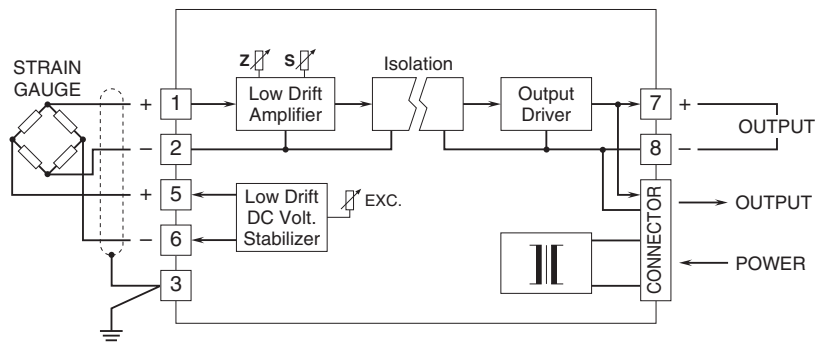 Z S
Isolation
STRAIN
GAUGE
+ 1
Low Drift
Amplifier
Output
Driver
7 +
OUTPUT
− 2
8 −
+ 5
Low Drift
DC Volt.
Stabilizer
EXC.
− 6
3
CONNECTOR
OUTPUT
POWER